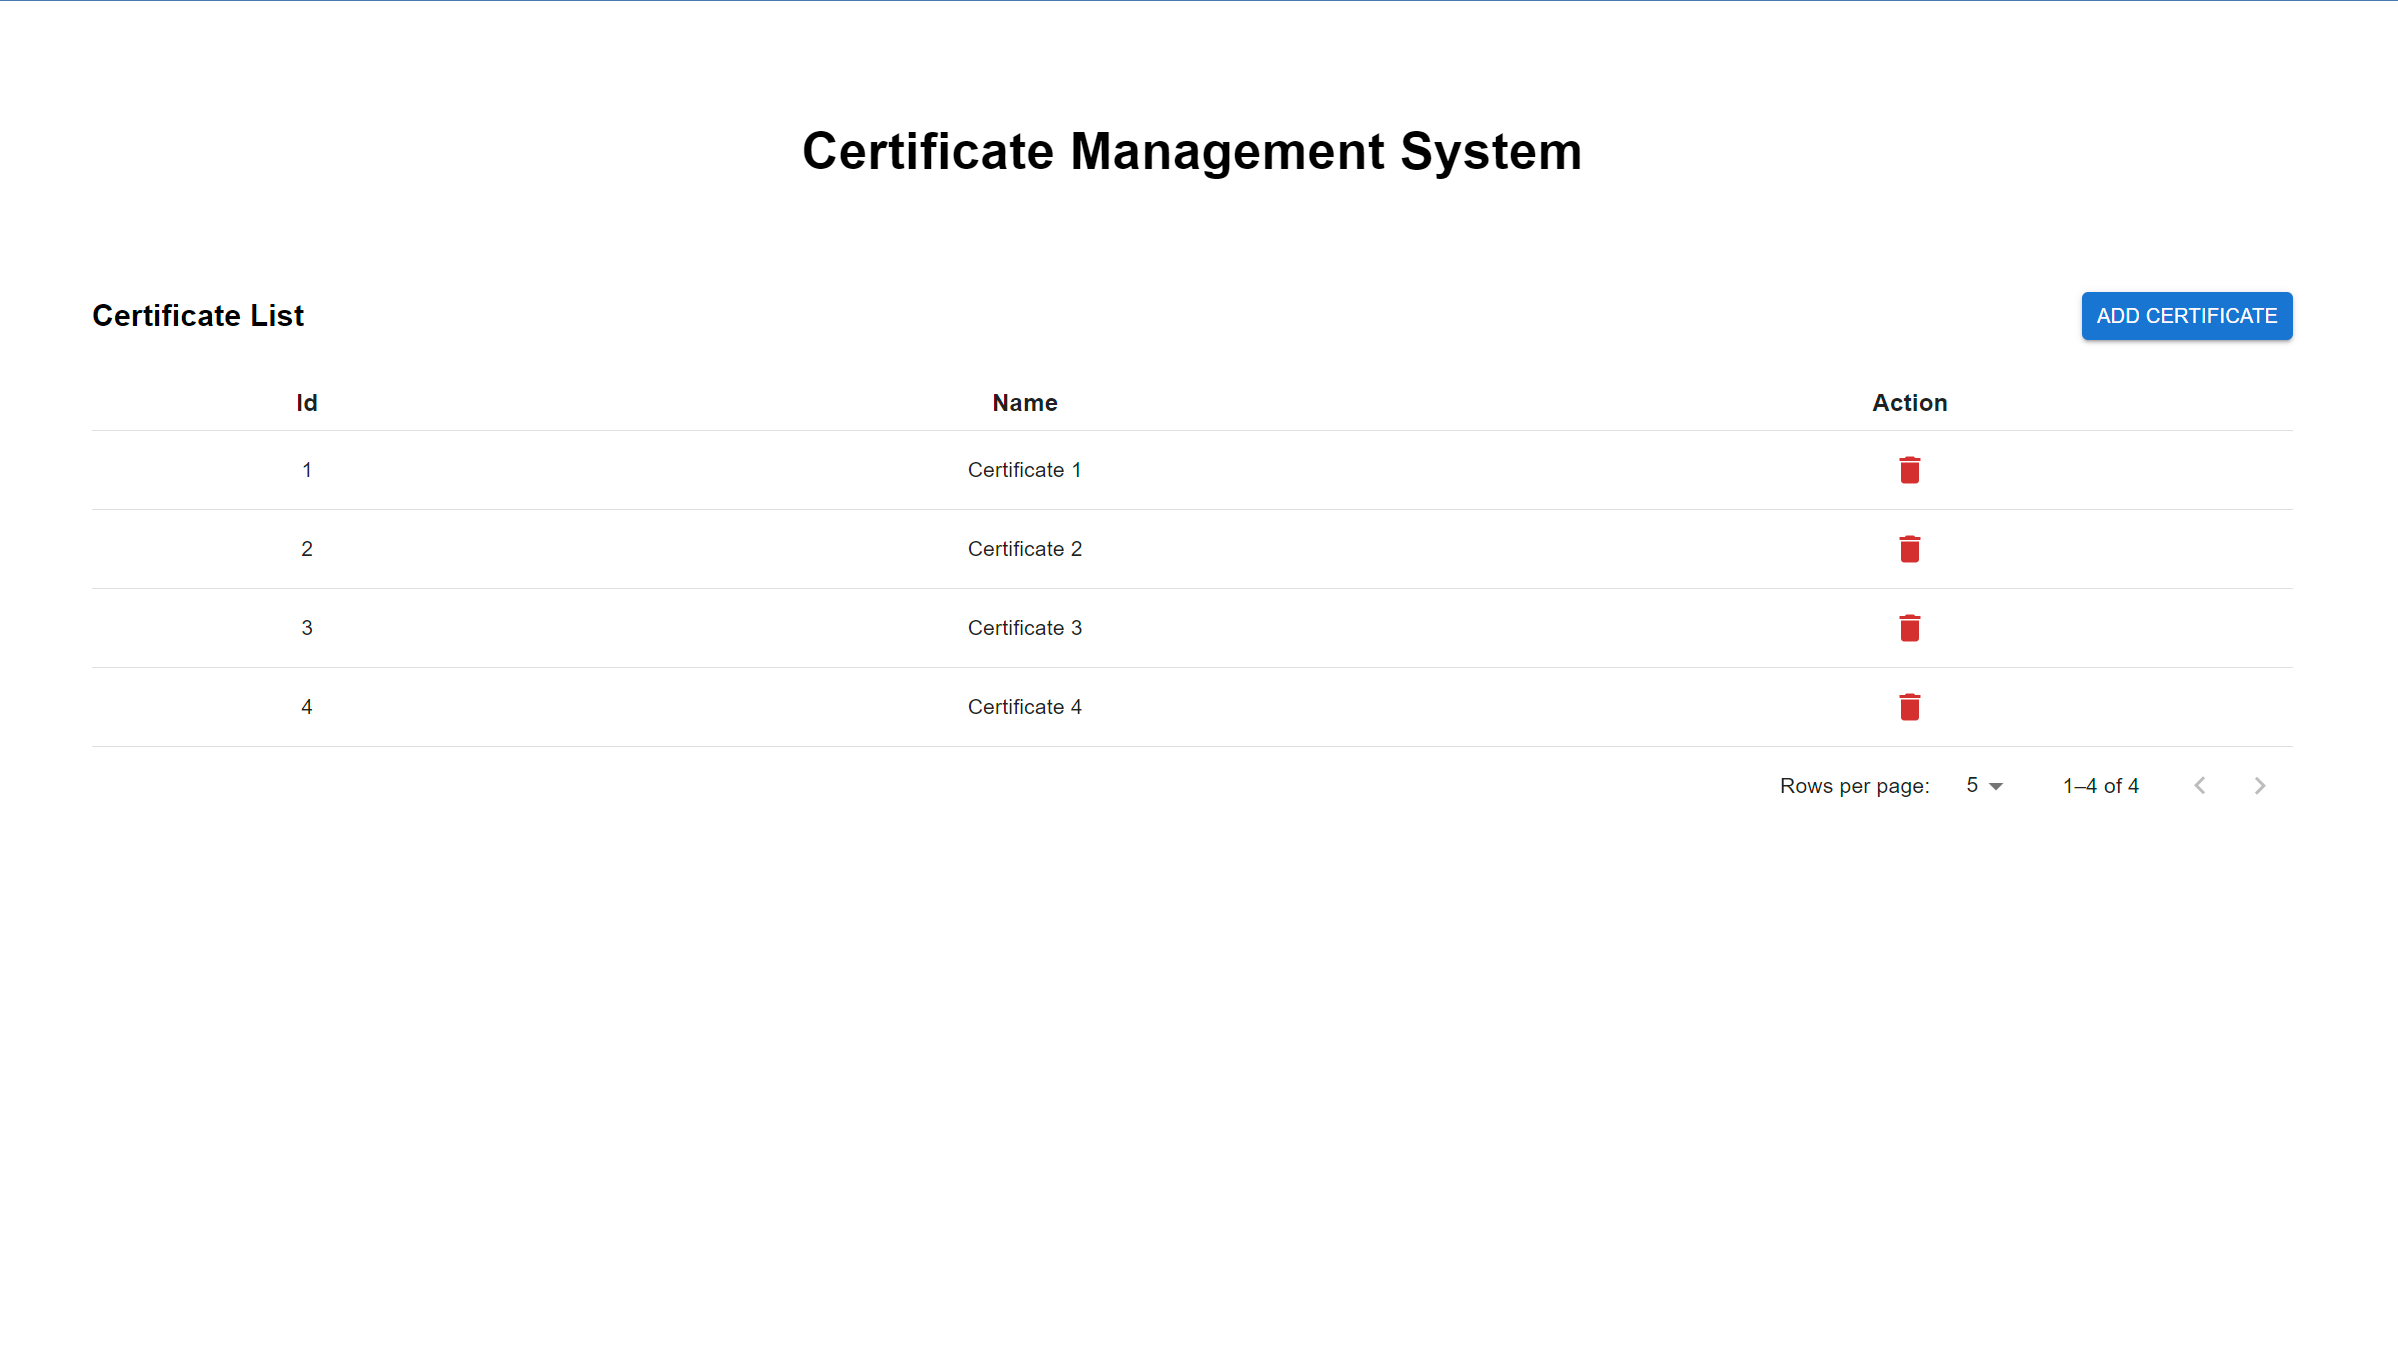 Certificate Management System
Certificate List
ADD CERTIFICATE
Id Name Action
1 Certificate 1
2 Certificate 2
3 Certificate 3
4 Certificate 4
Rows per page: 5 1–4 of 4